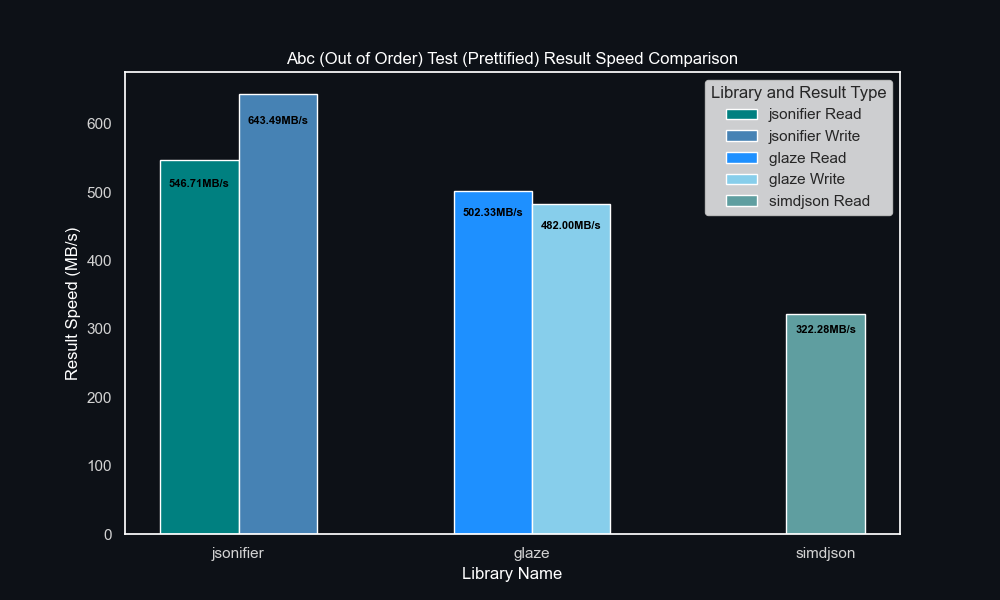 Abc (Out of Order) Test (Prettified) Result Speed Comparison
Library and Result Type
jsonifier Read
jsonifier Write
glaze Read
glaze Write
simdjson Read
Result Speed (MB/s)
600
500
400
300
200
100
0
546.71MB/s
643.49MB/s
502.33MB/s
482.00MB/s
322.28MB/s
jsonifier
glaze
simdjson
Library Name